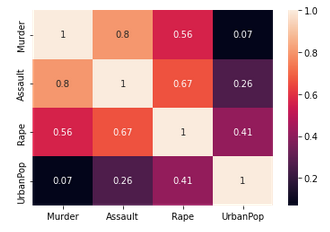 Murder 1 0.8 0.56 0.07
Assault 0.8 1 0.67 0.26
Rape 0.56 0.67 1 0.41
UrbanPop 0.07 0.26 0.41 1
Murder Assault Rape UrbanPop
1.0
0.8
0.6
0.4
0.2